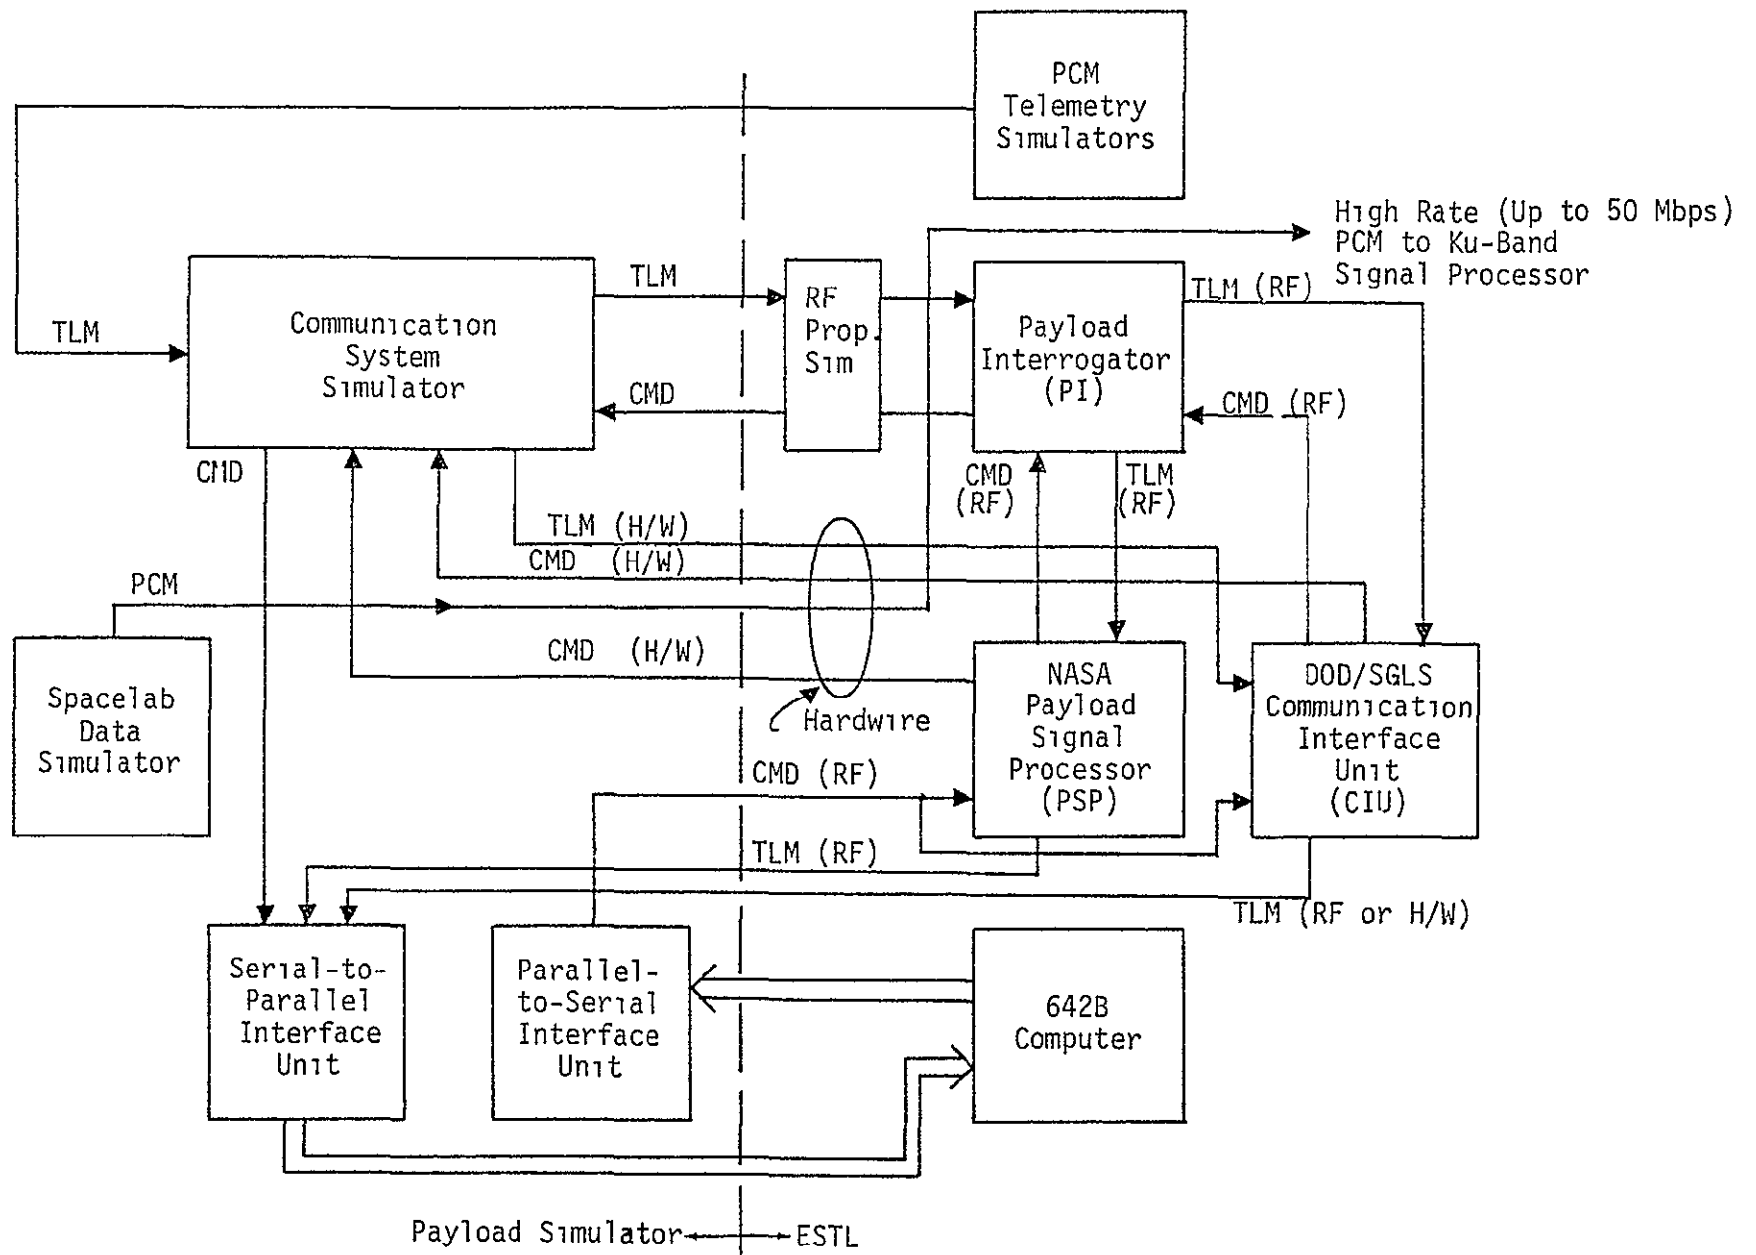 PCM
Telemetry
Simulators
High Rate (Up to 50 Mbps)
PCM to Ku-Band
Signal Processor
TLM
Communication
System
Simulator
TLM
RF
Prop.
Sim
CMD
Payload
Interrogator
(PI)
TLM (RF)
CMD (RF)
CMD
CMD
(RF)
TLM
(RF)
TLM (H/W)
CMD (H/W)
PCM
CMD (H/W)
Spacelab
Data
Simulator
Hardwire
NASA
Payload
Signal
Processor
(PSP)
DOD/SGLS
Communication
Interface
Unit
(CIU)
CMD (RF)
TLM (RF)
TLM (RF or H/W)
Serial-to-
Parallel
Interface
Unit
Parallel-
to-Serial
Interface
Unit
642B
Computer
Payload Simulator
ESTL